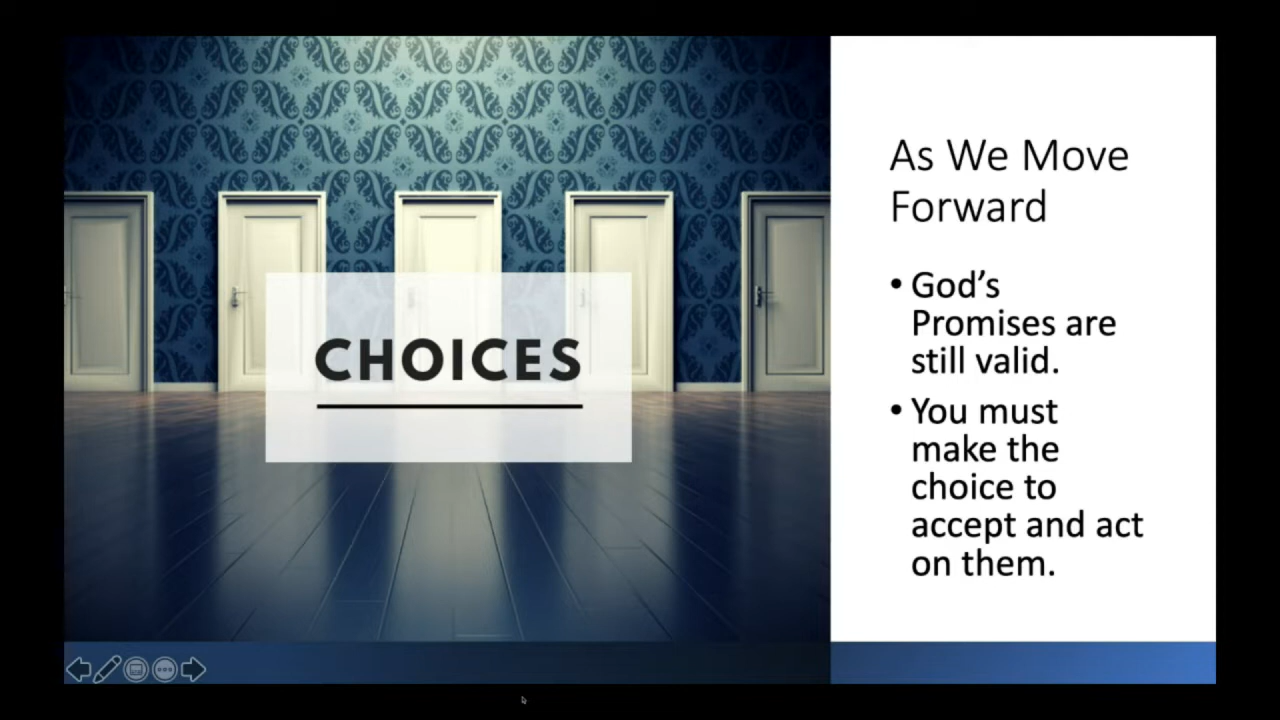 CHOICES
As We Move
Forward
• God’s
Promises are
still valid.
• You must
make the
choice to
accept and act
on them.